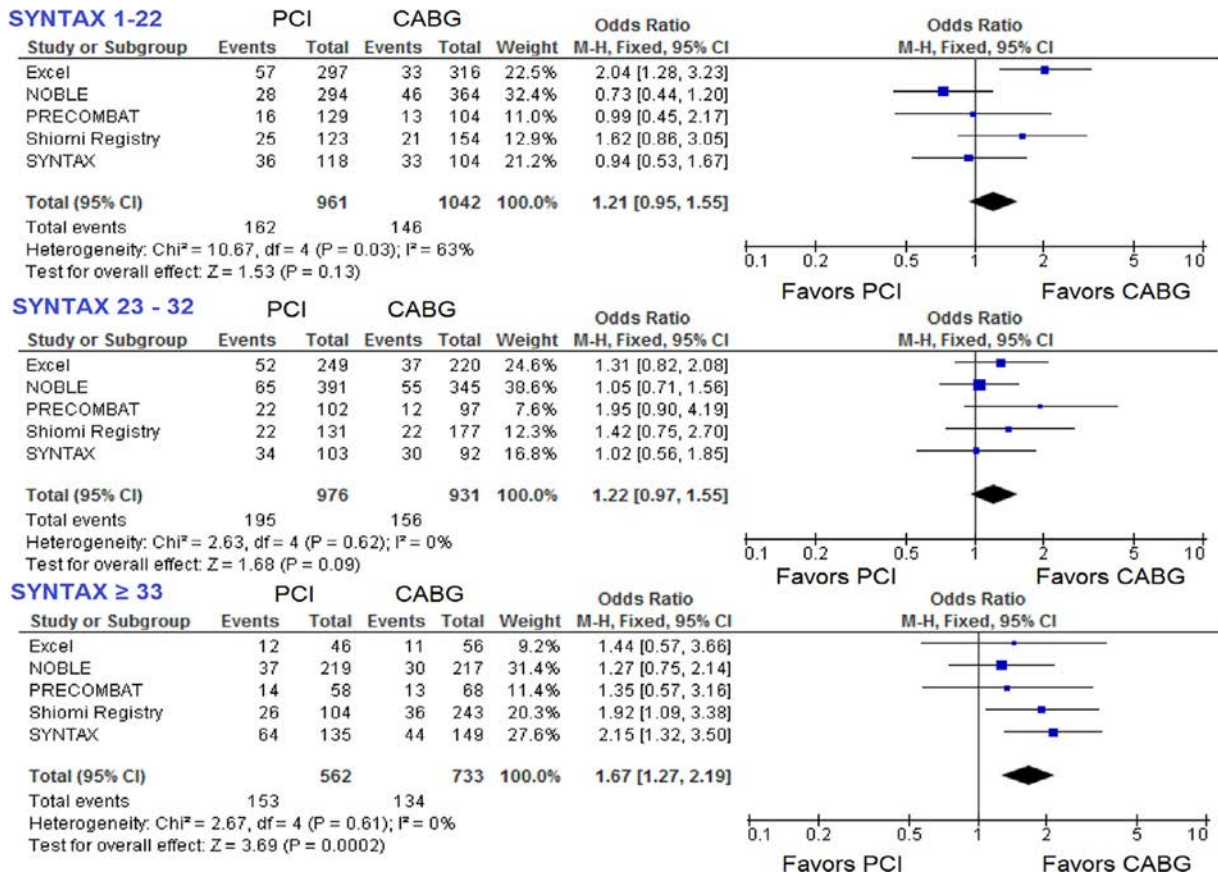 SYNTAX 1-22 PCI CABG Odds Ratio Odds Ratio
Study or Subgroup Events Total Events Total Weight M-H, Fixed, 95% CI M-H, Fixed, 95% CI
Excel 57 297 33 316 22.5% 2.04 [1.28, 3.23]
NOBLE 28 294 46 364 32.4% 0.73 [0.44, 1.20]
PRECOMBAT 16 129 13 104 11.0% 0.99 [0.45, 2.17]
Shiomi Registry 25 123 21 154 12.9% 1.62 [0.86, 3.05]
SYNTAX 36 118 33 104 21.2% 0.94 [0.53, 1.67]
Total (95% CI) 961 1042 100.0% 1.21 [0.95, 1.55]
Total events 162 146
Heterogeneity: Chi² = 10.67, df = 4 (P = 0.03); I² = 63%
Test for overall effect: Z = 1.53 (P = 0.13)
0.1 0.2 0.5 1 2 5 10
Favors PCI Favors CABG
SYNTAX 23 - 32 PCI CABG Odds Ratio Odds Ratio
Study or Subgroup Events Total Events Total Weight M-H, Fixed, 95% CI M-H, Fixed, 95% CI
Excel 52 249 37 220 24.6% 1.31 [0.82, 2.08]
NOBLE 65 391 55 345 38.6% 1.05 [0.71, 1.56]
PRECOMBAT 22 102 12 97 7.6% 1.95 [0.90, 4.19]
Shiomi Registry 22 131 22 177 12.3% 1.42 [0.75, 2.70]
SYNTAX 34 103 30 92 16.8% 1.02 [0.56, 1.85]
Total (95% CI) 976 931 100.0% 1.22 [0.97, 1.55]
Total events 195 156
Heterogeneity: Chi² = 2.63, df = 4 (P = 0.62); I² = 0%
Test for overall effect: Z = 1.68 (P = 0.09)
0.1 0.2 0.5 1 2 5 10
Favors PCI Favors CABG
SYNTAX ≥ 33 PCI CABG Odds Ratio Odds Ratio
Study or Subgroup Events Total Events Total Weight M-H, Fixed, 95% CI M-H, Fixed, 95% CI
Excel 12 46 11 56 9.2% 1.44 [0.57, 3.66]
NOBLE 37 219 30 217 31.4% 1.27 [0.75, 2.14]
PRECOMBAT 14 58 13 68 11.4% 1.35 [0.57, 3.16]
Shiomi Registry 26 104 36 243 20.3% 1.92 [1.09, 3.38]
SYNTAX 64 135 44 149 27.6% 2.15 [1.32, 3.50]
Total (95% CI) 562 733 100.0% 1.67 [1.27, 2.19]
Total events 153 134
Heterogeneity: Chi² = 2.67, df = 4 (P = 0.61); I² = 0%
Test for overall effect: Z = 3.69 (P = 0.0002)
0.1 0.2 0.5 1 2 5 10
Favors PCI Favors CABG